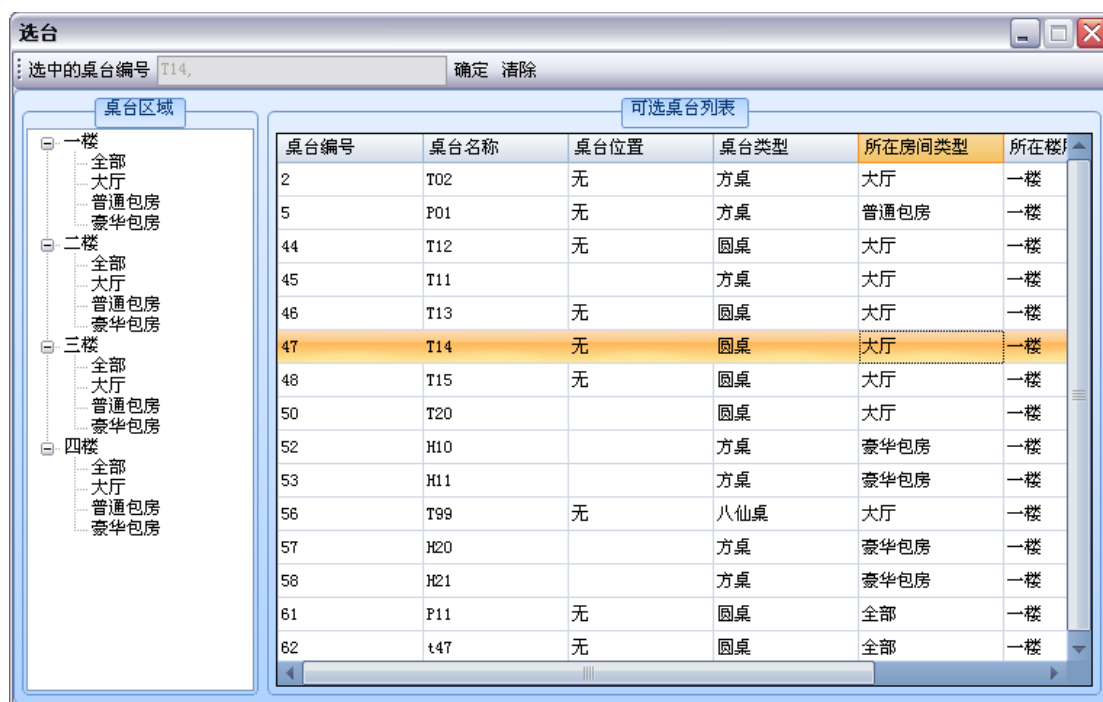 选台
选中的桌台编号 T14, 确定 清除
桌台区域
一楼
全部
大厅
普通包房
豪华包房
二楼
全部
大厅
普通包房
豪华包房
三楼
全部
大厅
普通包房
豪华包房
四楼
全部
大厅
普通包房
豪华包房
可选桌台列表
桌台编号 桌台名称 桌台位置 桌台类型 所在房间类型 所在楼
2 T02 无 方桌 大厅 一楼
5 P01 无 方桌 普通包房 一楼
44 T12 无 圆桌 大厅 一楼
45 T11 方桌 大厅 一楼
46 T13 无 圆桌 大厅 一楼
47 T14 无 圆桌 大厅 一楼
48 T15 无 圆桌 大厅 一楼
50 T20 圆桌 大厅 一楼
52 H10 方桌 豪华包房 一楼
53 H11 方桌 豪华包房 一楼
56 T99 无 八仙桌 大厅 一楼
57 H20 方桌 豪华包房 一楼
58 H21 方桌 豪华包房 一楼
61 P11 无 圆桌 全部 一楼
62 t47 无 圆桌 全部 一楼